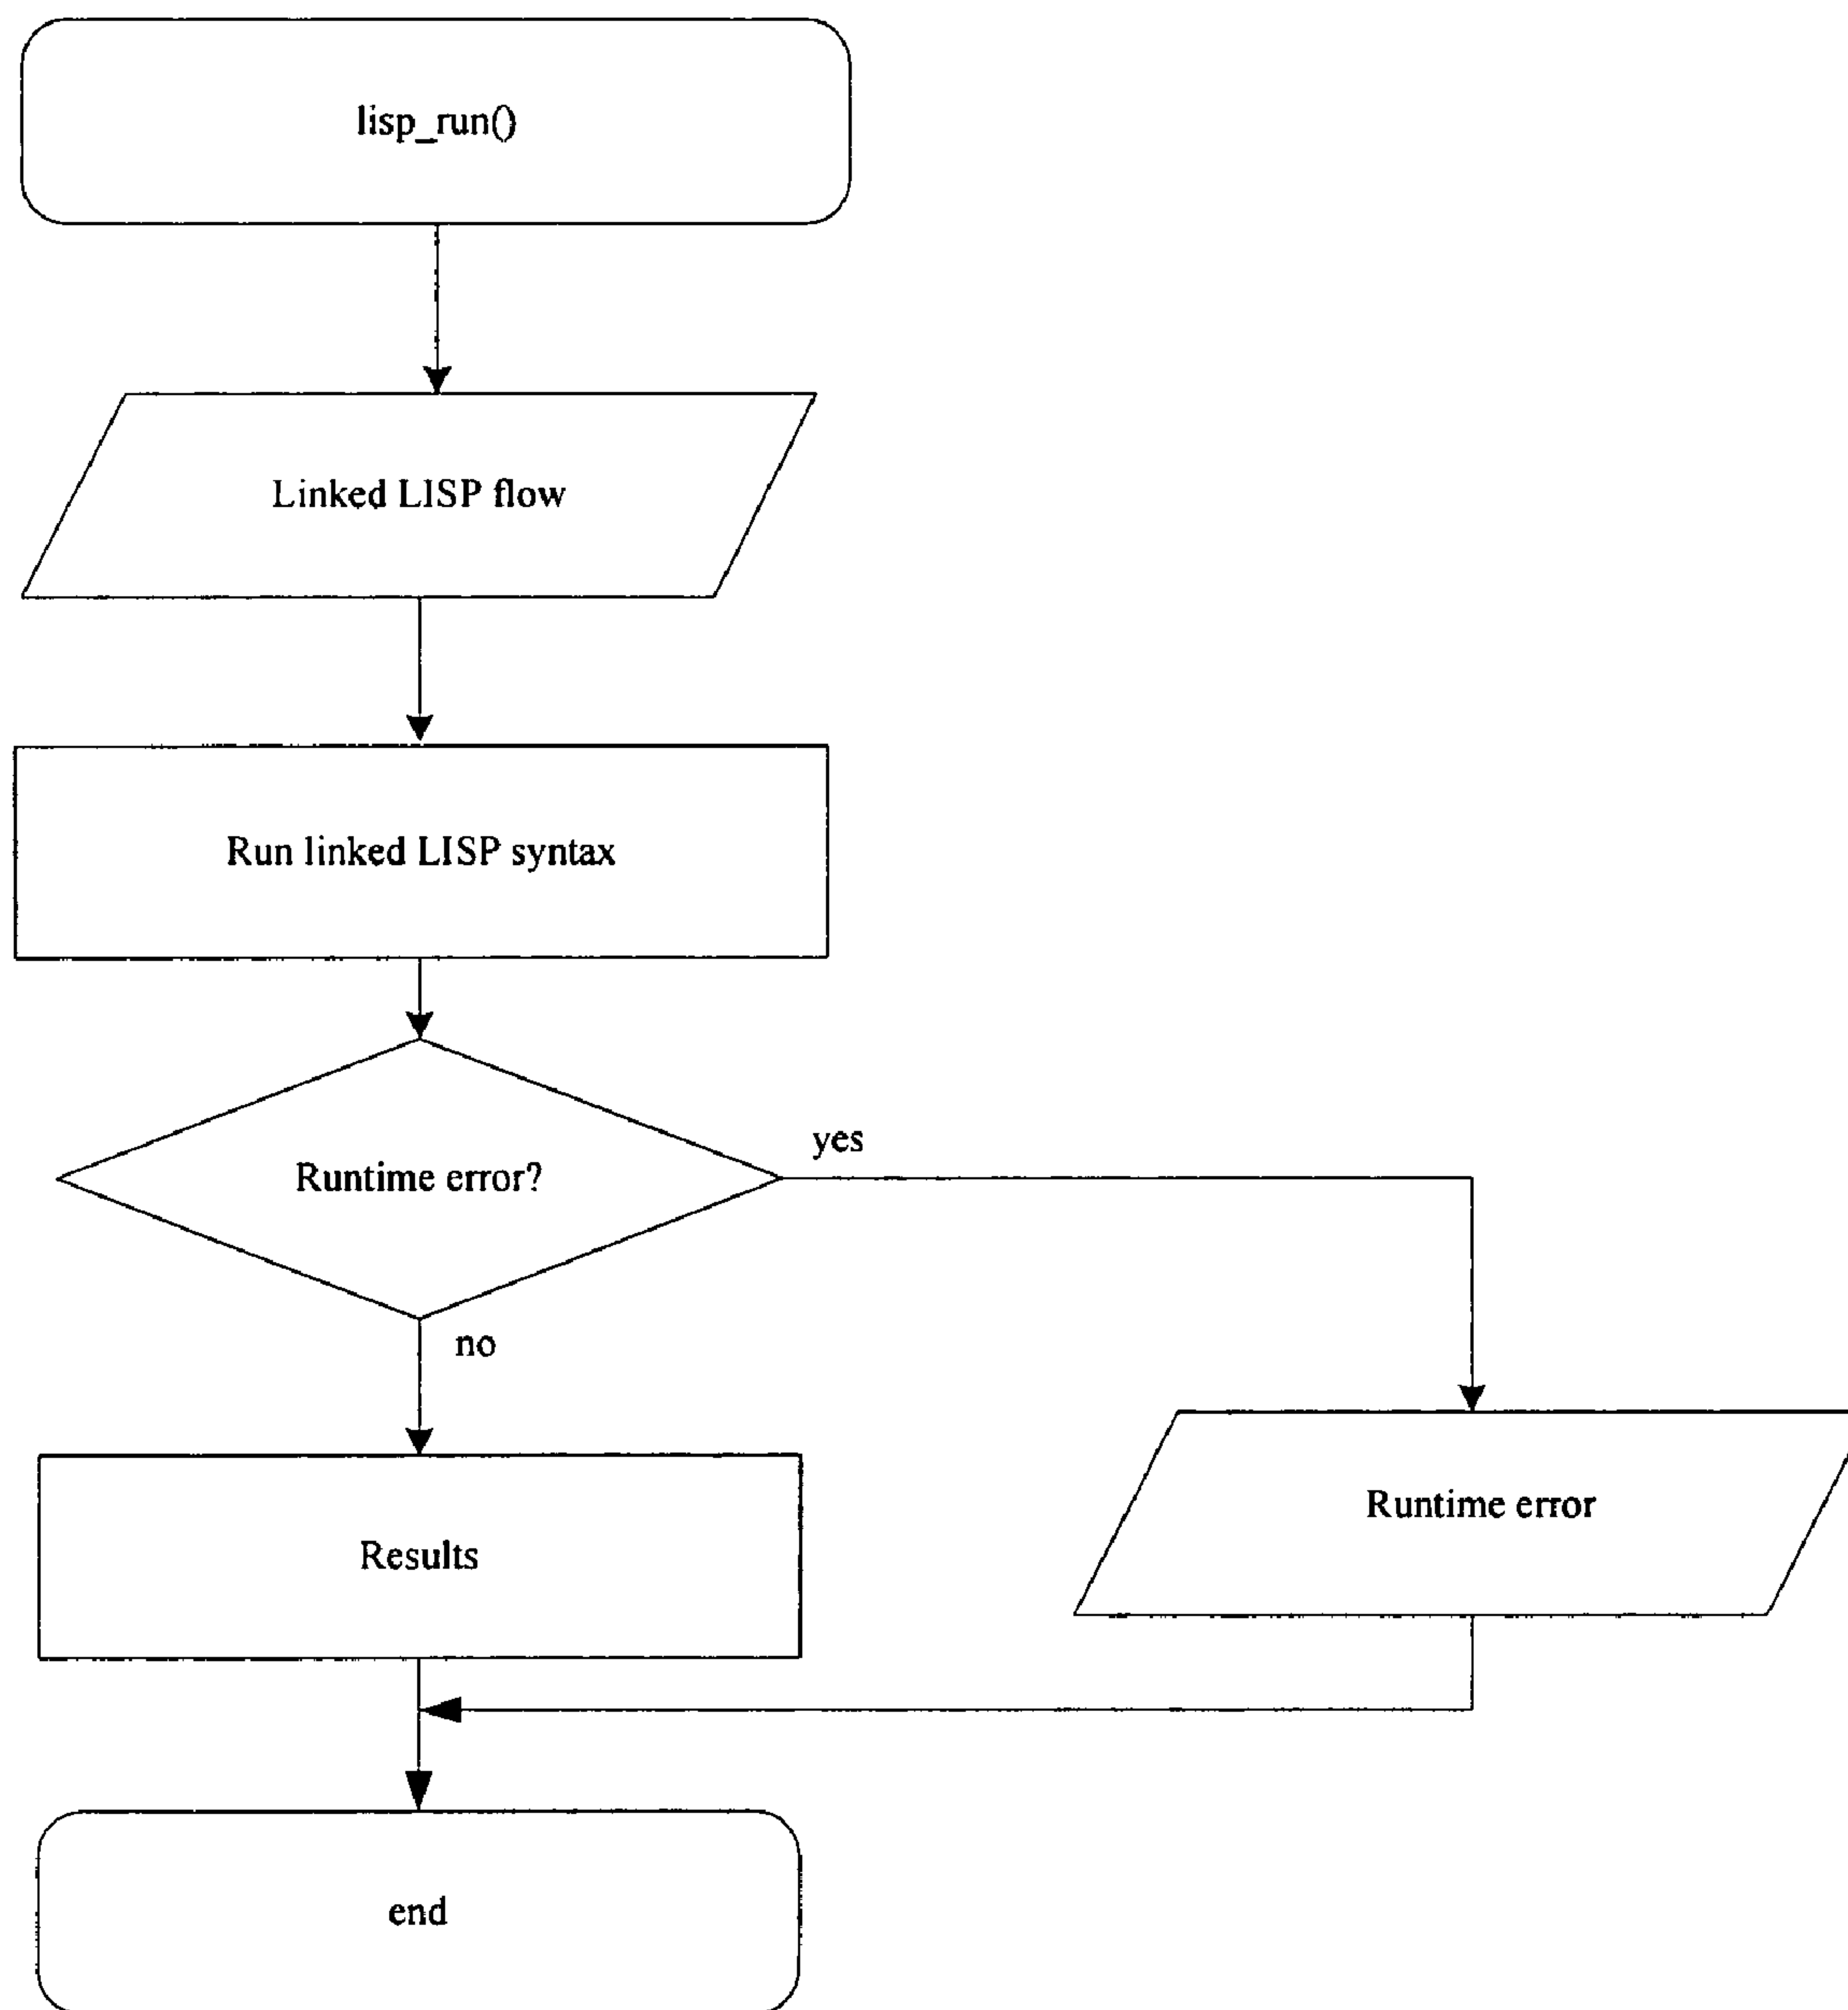 lisp_run()
Linked LISP flow
Run linked LISP syntax
Runtime error?
yes
no
Runtime error
Results
end